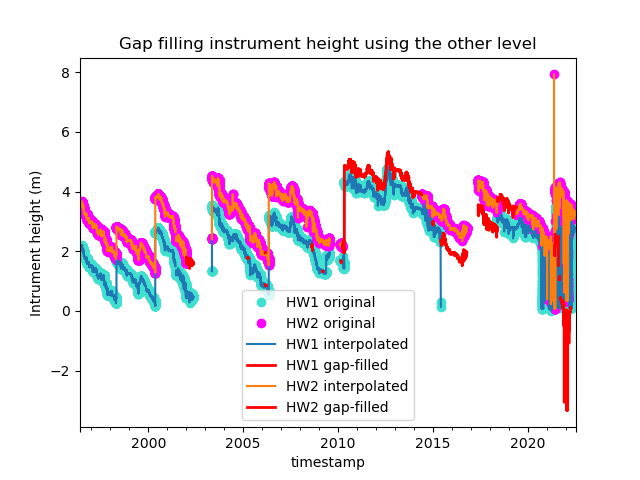 Gap filling instrument height using the other level
8
6
4
2
0
−2
Intrument height (m)
HW1 original
HW2 original
HW1 interpolated
HW1 gap-filled
HW2 interpolated
HW2 gap-filled
2000
2005
2010
2015
2020
timestamp